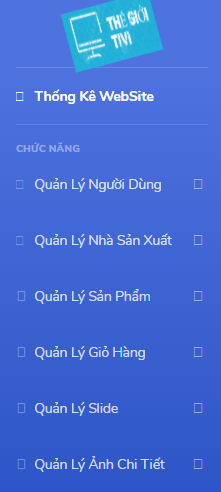 THẾ GIỚI
TIVI
Thống Kê WebSite
CHỨC NĂNG
Quản Lý Người Dùng
Quản Lý Nhà Sản Xuất
Quản Lý Sản Phẩm
Quản Lý Giỏ Hàng
Quản Lý Slide
Quản Lý Ảnh Chi Tiết